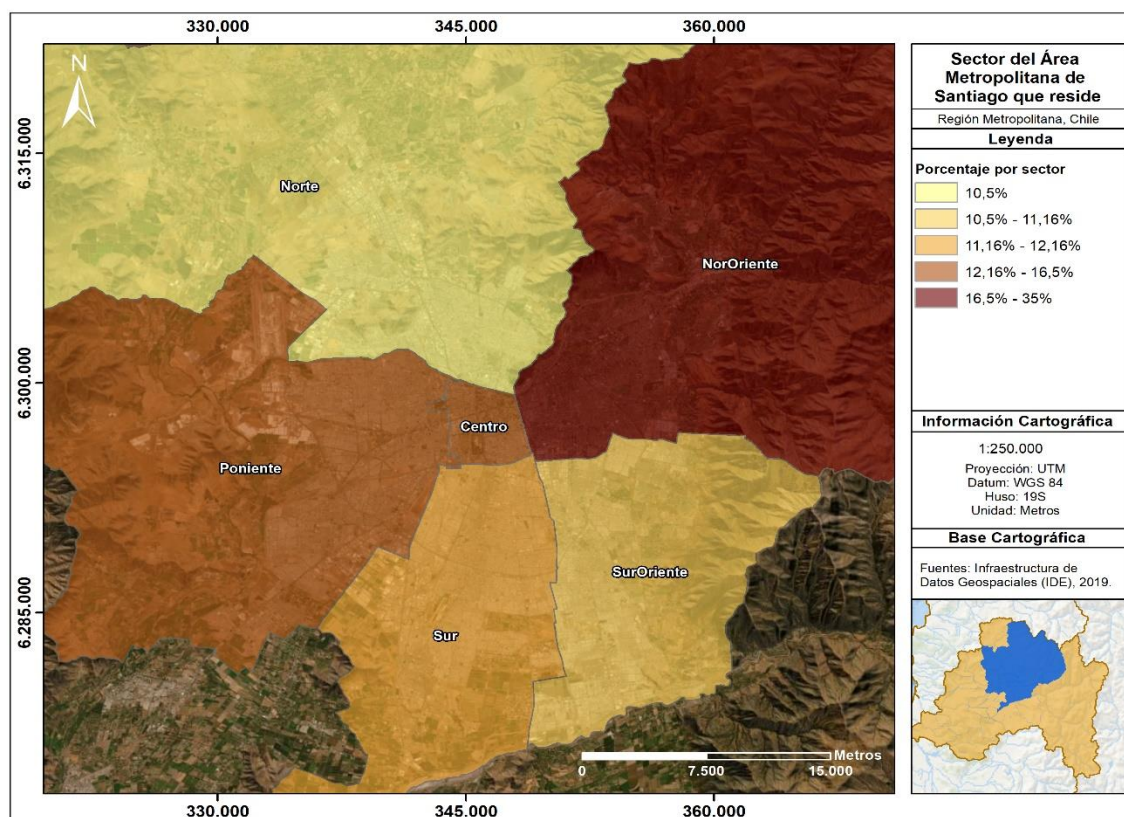 330.000 345.000 360.000
N
6.315.000
6.300.000
6.285.000
Norte
NorOriente
Centro
Poniente
SurOriente
Sur
Metros
0 7.500 15.000
330.000 345.000 360.000
Sector del Área
Metropolitana de
Santiago que reside
Región Metropolitana, Chile
Leyenda
Porcentaje por sector
10,5%
10,5% - 11,16%
11,16% - 12,16%
12,16% - 16,5%
16,5% - 35%
Información Cartográfica
1:250.000
Proyección: UTM
Datum: WGS 84
Huso: 19S
Unidad: Metros
Base Cartográfica
Fuentes: Infraestructura de
Datos Geospaciales (IDE), 2019.